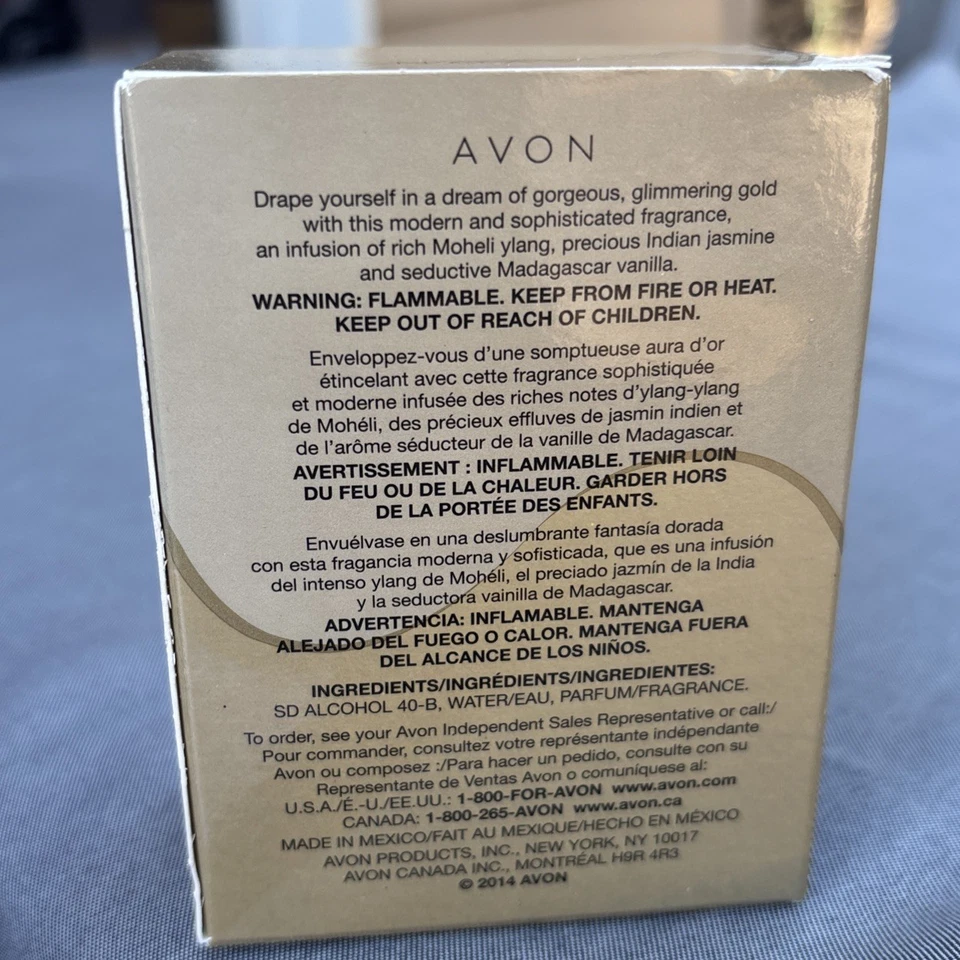 AVON
Drape yourself in a dream of gorgeous, glimmering gold
with this modern and sophisticated fragrance,
an infusion of rich Moheli ylang, precious Indian jasmine
and seductive Madagascar vanilla.
WARNING: FLAMMABLE. KEEP FROM FIRE OR HEAT.
KEEP OUT OF REACH OF CHILDREN.
Enveloppez-vous d'une somptueuse aura d'or
étincelant avec cette fragrance sophistiquée
et moderne infusée des riches notes d'ylang-ylang
de Mohéli, des précieux effluves de jasmin indien et
de l'arôme séducteur de la vanille de Madagascar.
AVERTISSEMENT : INFLAMMABLE. TENIR LOIN
DU FEU OU DE LA CHALEUR. GARDER HORS
DE LA PORTÉE DES ENFANTS.
Envuélvase en una deslumbrante fantasía dorada
con esta fragancia moderna y sofisticada, que es una infusión
del intenso ylang de Mohéli, el preciado jazmín de la India
y la seductora vainilla de Madagascar.
ADVERTENCIA: INFLAMABLE. MANTENGA
ALEJADO DEL FUEGO O CALOR. MANTENGA FUERA
DEL ALCANCE DE LOS NIÑOS.
INGREDIENTS/INGRÉDIENTS/INGREDIENTES:
SD ALCOHOL 40-B, WATER/EAU, PARFUM/FRAGRANCE.
To order, see your Avon Independent Sales Representative or call:/
Pour commander, consultez votre représentante indépendante
Avon ou composez :/Para hacer un pedido, consulte con su
Representante de Ventas Avon o comuníquese al:
U.S.A./É.-U./EE.UU.: 1-800-FOR-AVON www.avon.com
CANADA: 1-800-265-AVON www.avon.ca
MADE IN MEXICO/FAIT AU MEXIQUE/HECHO EN MÉXICO
AVON PRODUCTS, INC., NEW YORK, NY 10017
AVON CANADA INC., MONTRÉAL H9R 4R3
© 2014 AVON